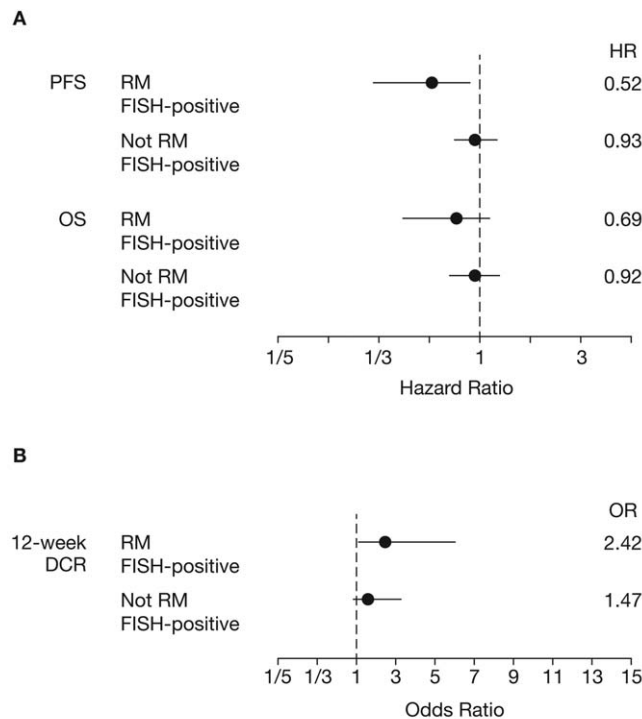 A
HR
PFS RM 0.52
FISH-positive
Not RM 0.93
FISH-positive
OS RM 0.69
FISH-positive
Not RM 0.92
FISH-positive
1/5 1/3 1 3
Hazard Ratio
B
OR
12-week RM 2.42
DCR FISH-positive
Not RM 1.47
FISH-positive
1/5 1/3 1 3 5 7 9 11 13 15
Odds Ratio